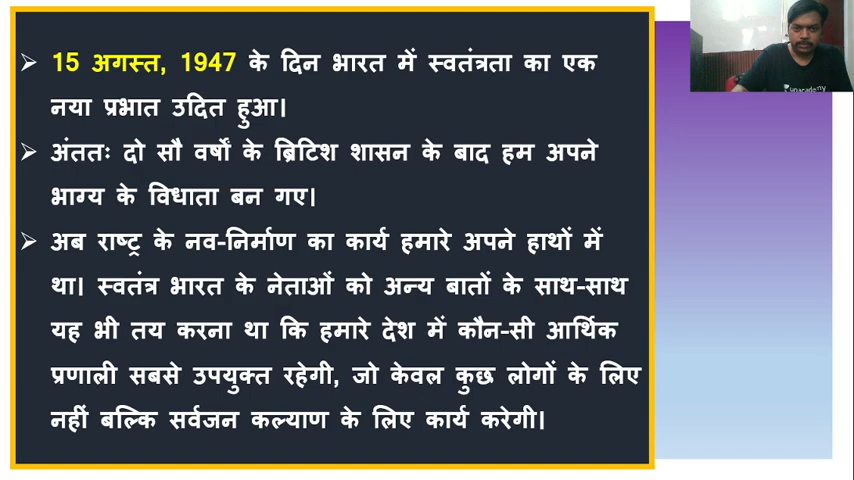 ➢ 15 अगस्त, 1947 के दिन भारत में स्वतंत्रता का एक
नया प्रभात उदित हुआ।
➢ अंततः दो सौ वर्षों के ब्रिटिश शासन के बाद हम अपने
भाग्य के विधाता बन गए।
➢ अब राष्ट्र के नव-निर्माण का कार्य हमारे अपने हाथों में
था। स्वतंत्र भारत के नेताओं को अन्य बातों के साथ-साथ
यह भी तय करना था कि हमारे देश में कौन-सी आर्थिक
प्रणाली सबसे उपयुक्त रहेगी, जो केवल कुछ लोगों के लिए
नहीं बल्कि सर्वजन कल्याण के लिए कार्य करेगी।
unacademy